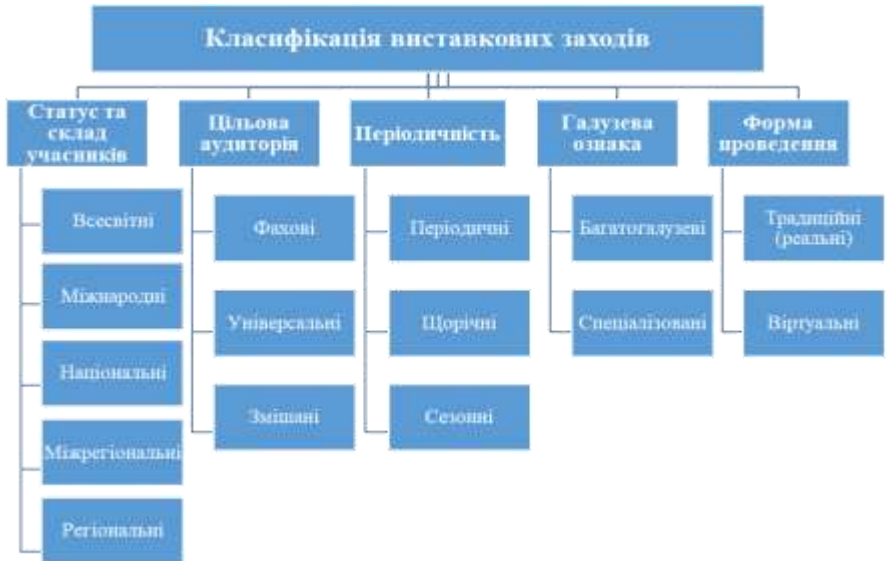 Класифікація виставкових заходів
Статус та
склад
учасників
Всесвітні
Міжнародні
Національні
Міжрегіональні
Регіональні
Цільова
аудиторія
Фахові
Універсальні
Змішані
Періодичність
Періодичні
Щорічні
Сезонні
Галузева
ознака
Багатогалузеві
Спеціалізовані
Форма
проведення
Традиційні
(реальні)
Віртуальні